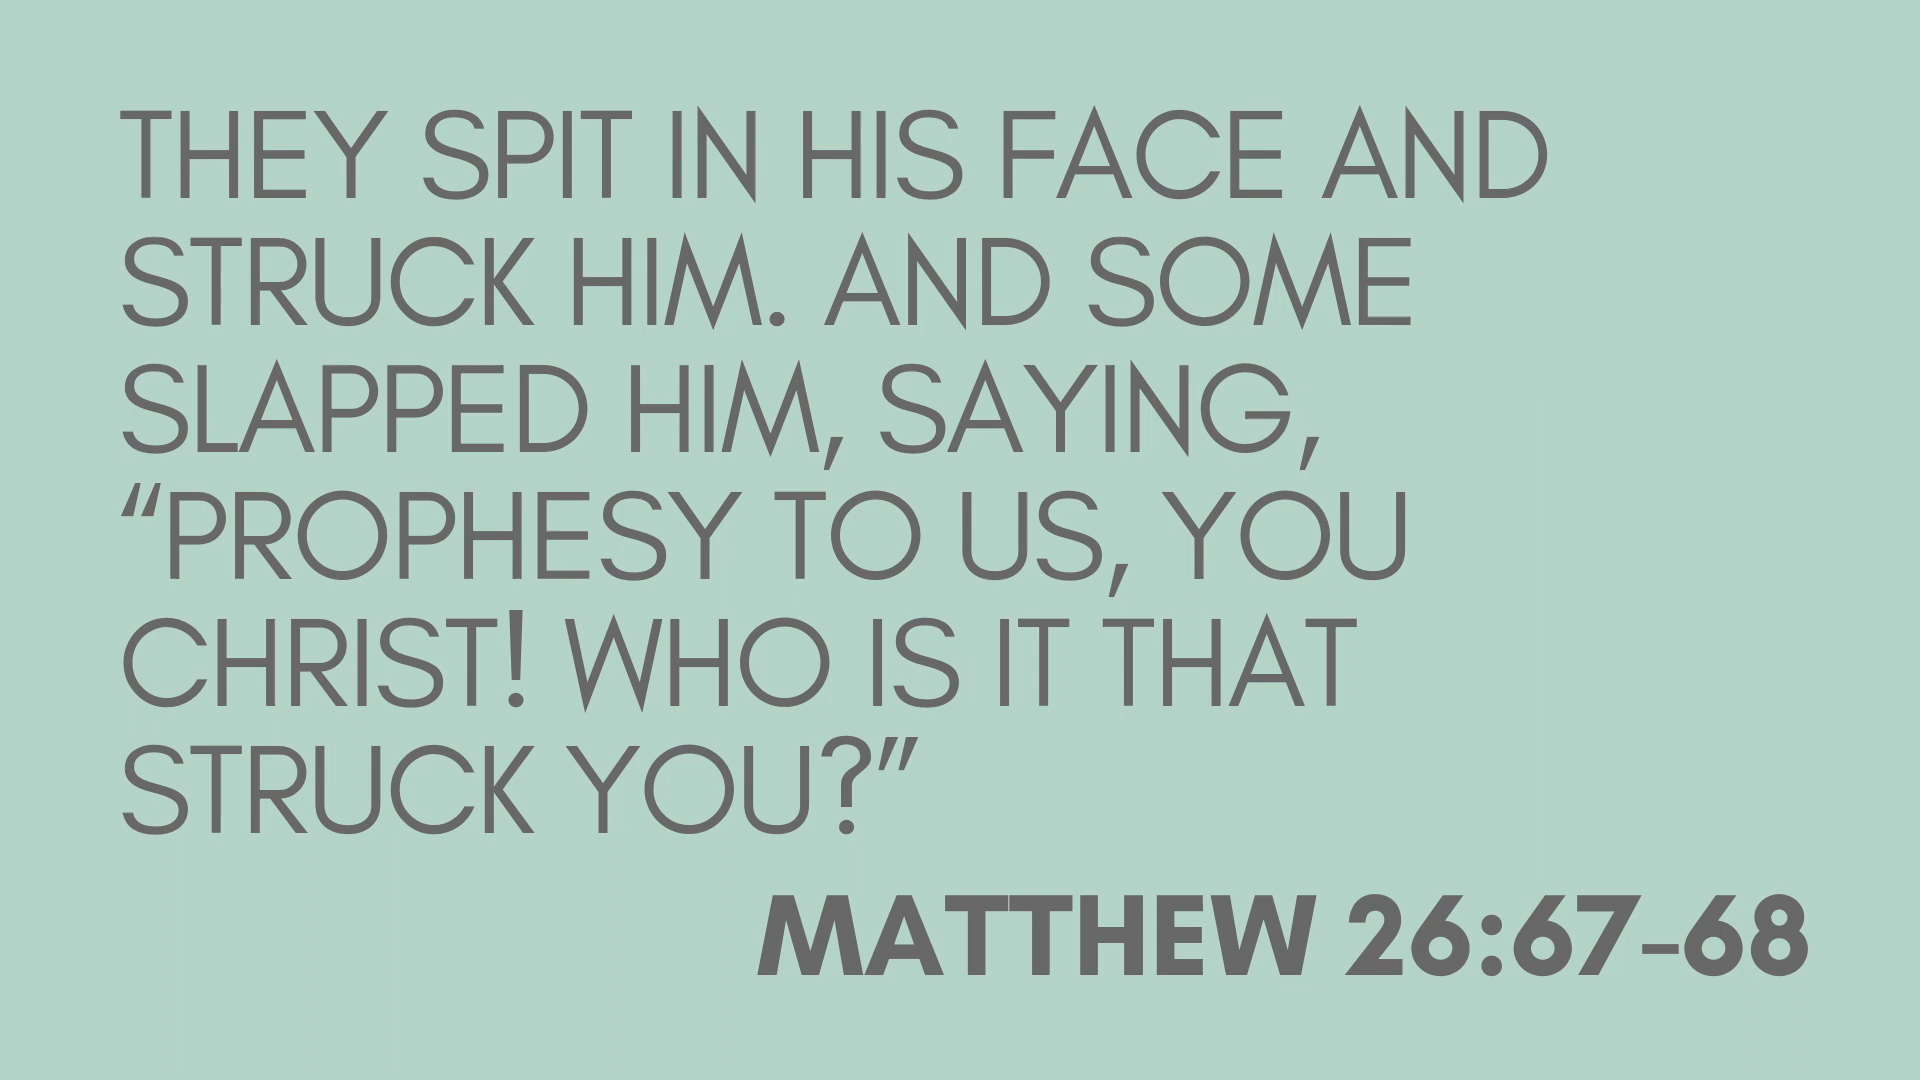 THEY SPIT IN HIS FACE AND
STRUCK HIM. AND SOME
SLAPPED HIM, SAYING,
“PROPHESY TO US, YOU
CHRIST! WHO IS IT THAT
STRUCK YOU?”
MATTHEW 26:67–68